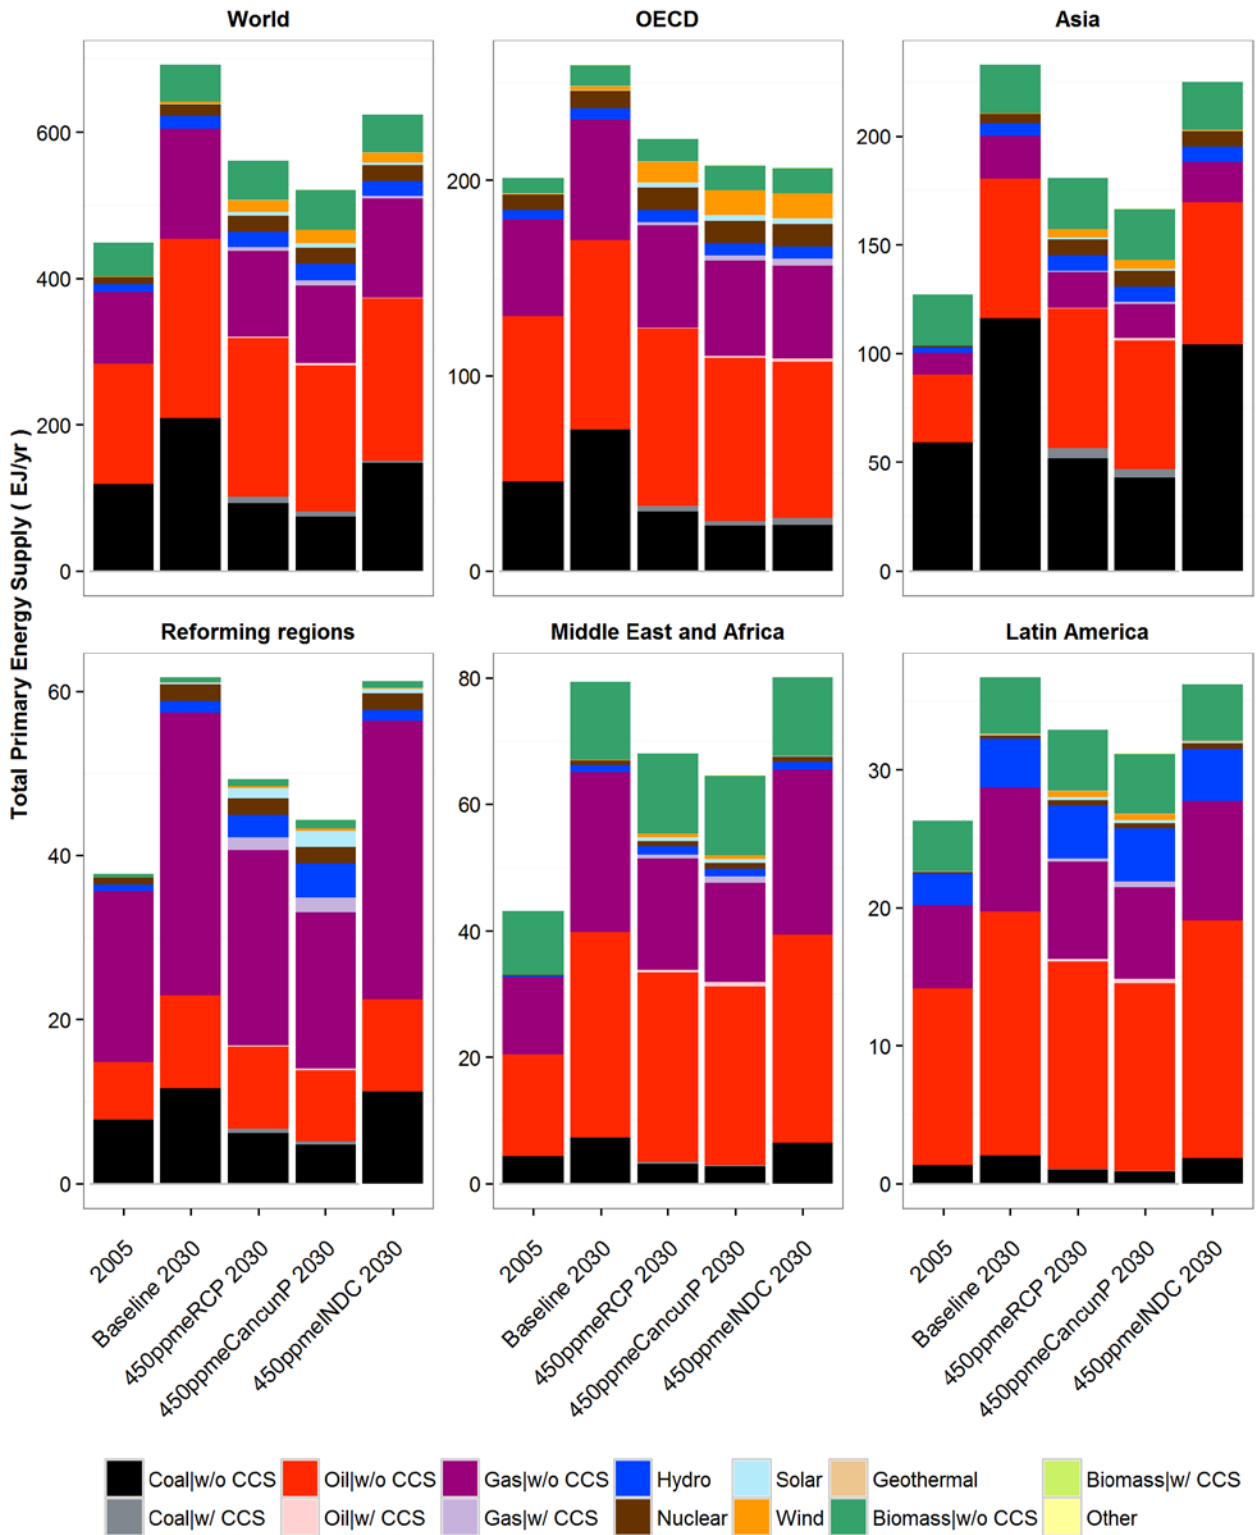 World
OECD
Asia
Total Primary Energy Supply ( EJ/yr )
600
400
200
0
200
100
0
200
150
100
50
0
Reforming regions
Middle East and Africa
Latin America
60
40
20
0
80
60
40
20
0
30
20
10
0
2005
Baseline 2030
450ppmeRCP 2030
450ppmeCancunP 2030
450ppmeINDC 2030
2005
Baseline 2030
450ppmeRCP 2030
450ppmeCancunP 2030
450ppmeINDC 2030
2005
Baseline 2030
450ppmeRCP 2030
450ppmeCancunP 2030
450ppmeINDC 2030
Coal|w/o CCS Oil|w/o CCS Gas|w/o CCS Hydro Solar Geothermal Biomass|w/ CCS
Coal|w/ CCS Oil|w/ CCS Gas|w/ CCS Nuclear Wind Biomass|w/o CCS Other